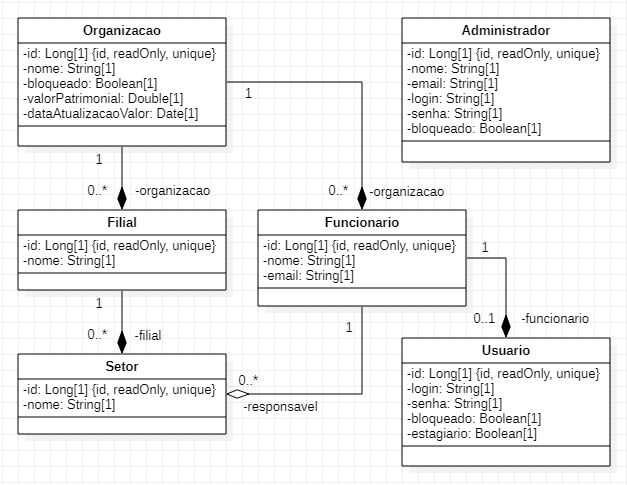 Organizacao
-id: Long[1] {id, readOnly, unique}
-nome: String[1]
-bloqueado: Boolean[1]
-valorPatrimonial: Double[1]
-dataAtualizacaoValor: Date[1]
Administrador
-id: Long[1] {id, readOnly, unique}
-nome: String[1]
-email: String[1]
-login: String[1]
-senha: String[1]
-bloqueado: Boolean[1]
1
1
0..*
-organizacao
0..*
-organizacao
Filial
-id: Long[1] {id, readOnly, unique}
-nome: String[1]
Funcionario
-id: Long[1] {id, readOnly, unique}
-nome: String[1]
-email: String[1]
1
1
1
0..*
-filial
0..1
-funcionario
Setor
-id: Long[1] {id, readOnly, unique}
-nome: String[1]
0..*
-responsavel
Usuario
-id: Long[1] {id, readOnly, unique}
-login: String[1]
-senha: String[1]
-bloqueado: Boolean[1]
-estagiario: Boolean[1]